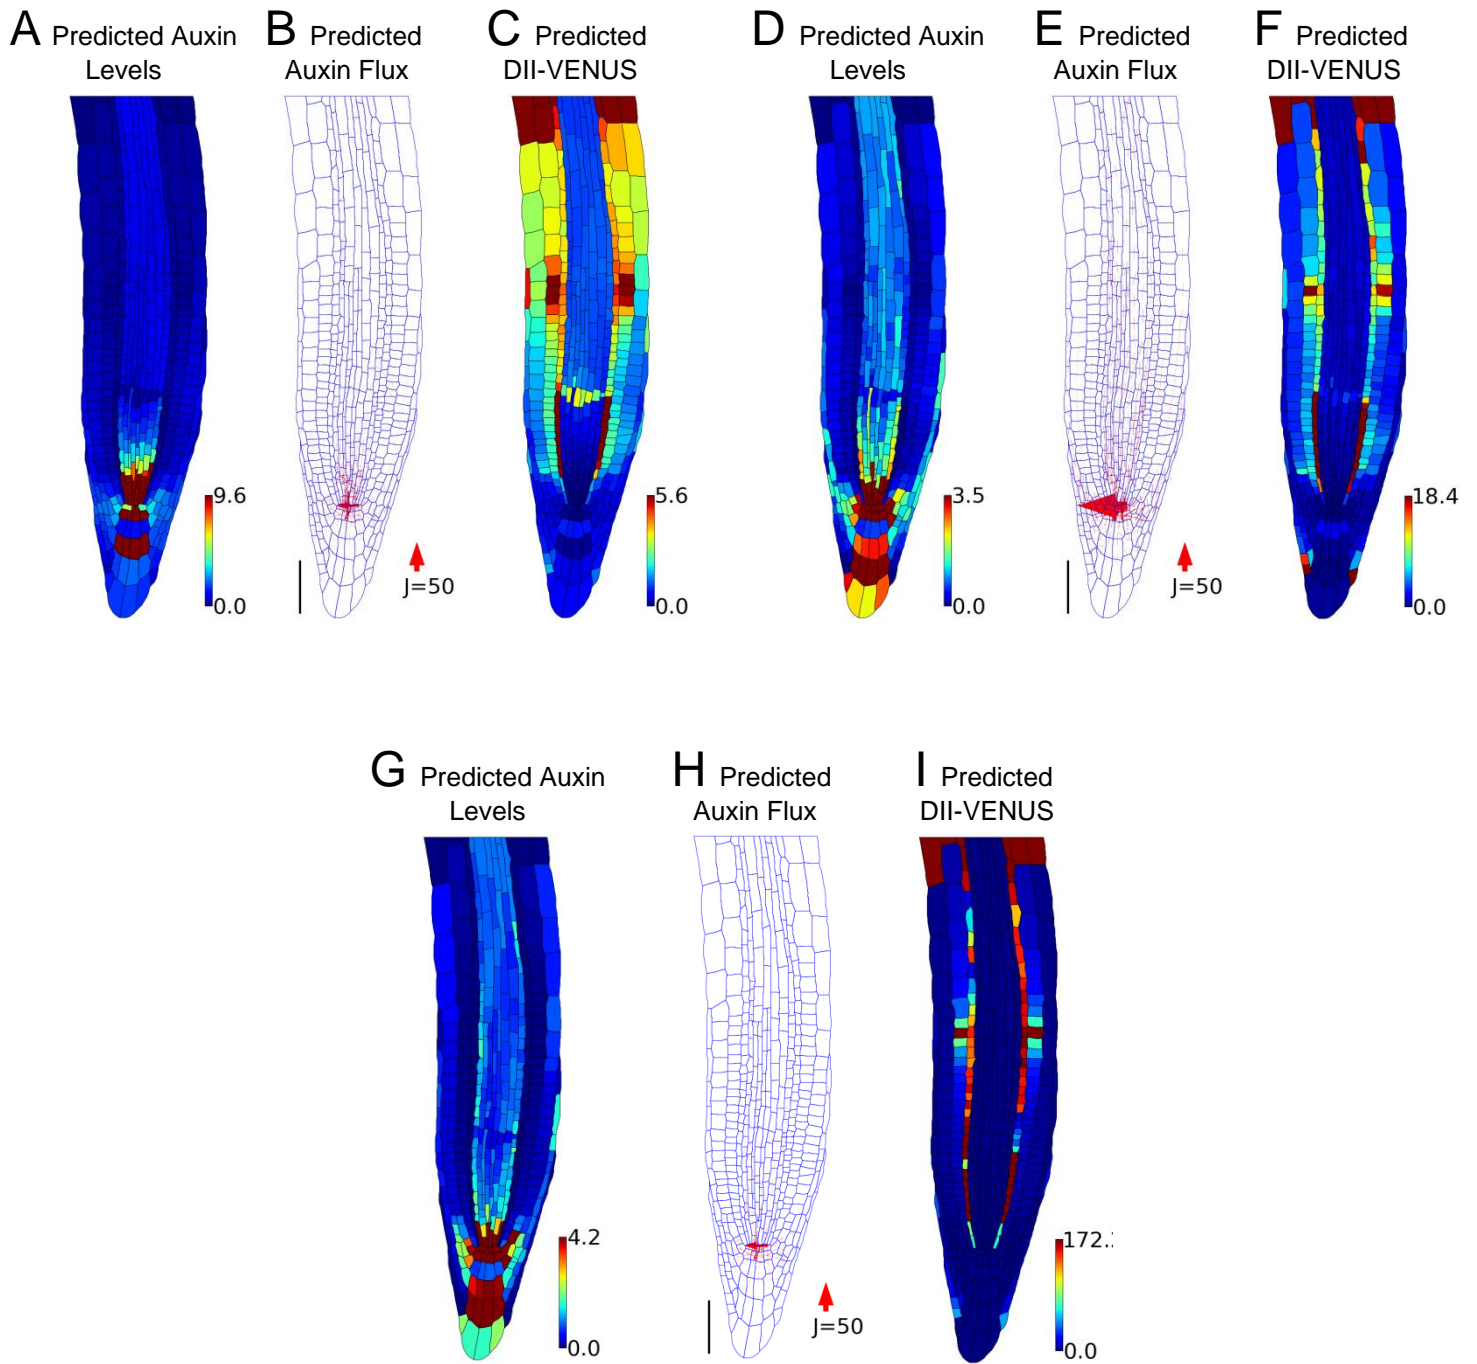 A Predicted Auxin
Levels
B Predicted
Auxin Flux
C Predicted
DII-VENUS
D Predicted Auxin
Levels
E Predicted
Auxin Flux
F Predicted
DII-VENUS
9.6
0.0
J=50
5.6
0.0
3.5
0.0
J=50
18.4
0.0
G Predicted Auxin
Levels
H Predicted
Auxin Flux
I Predicted
DII-VENUS
4.2
0.0
J=50
172.
0.0